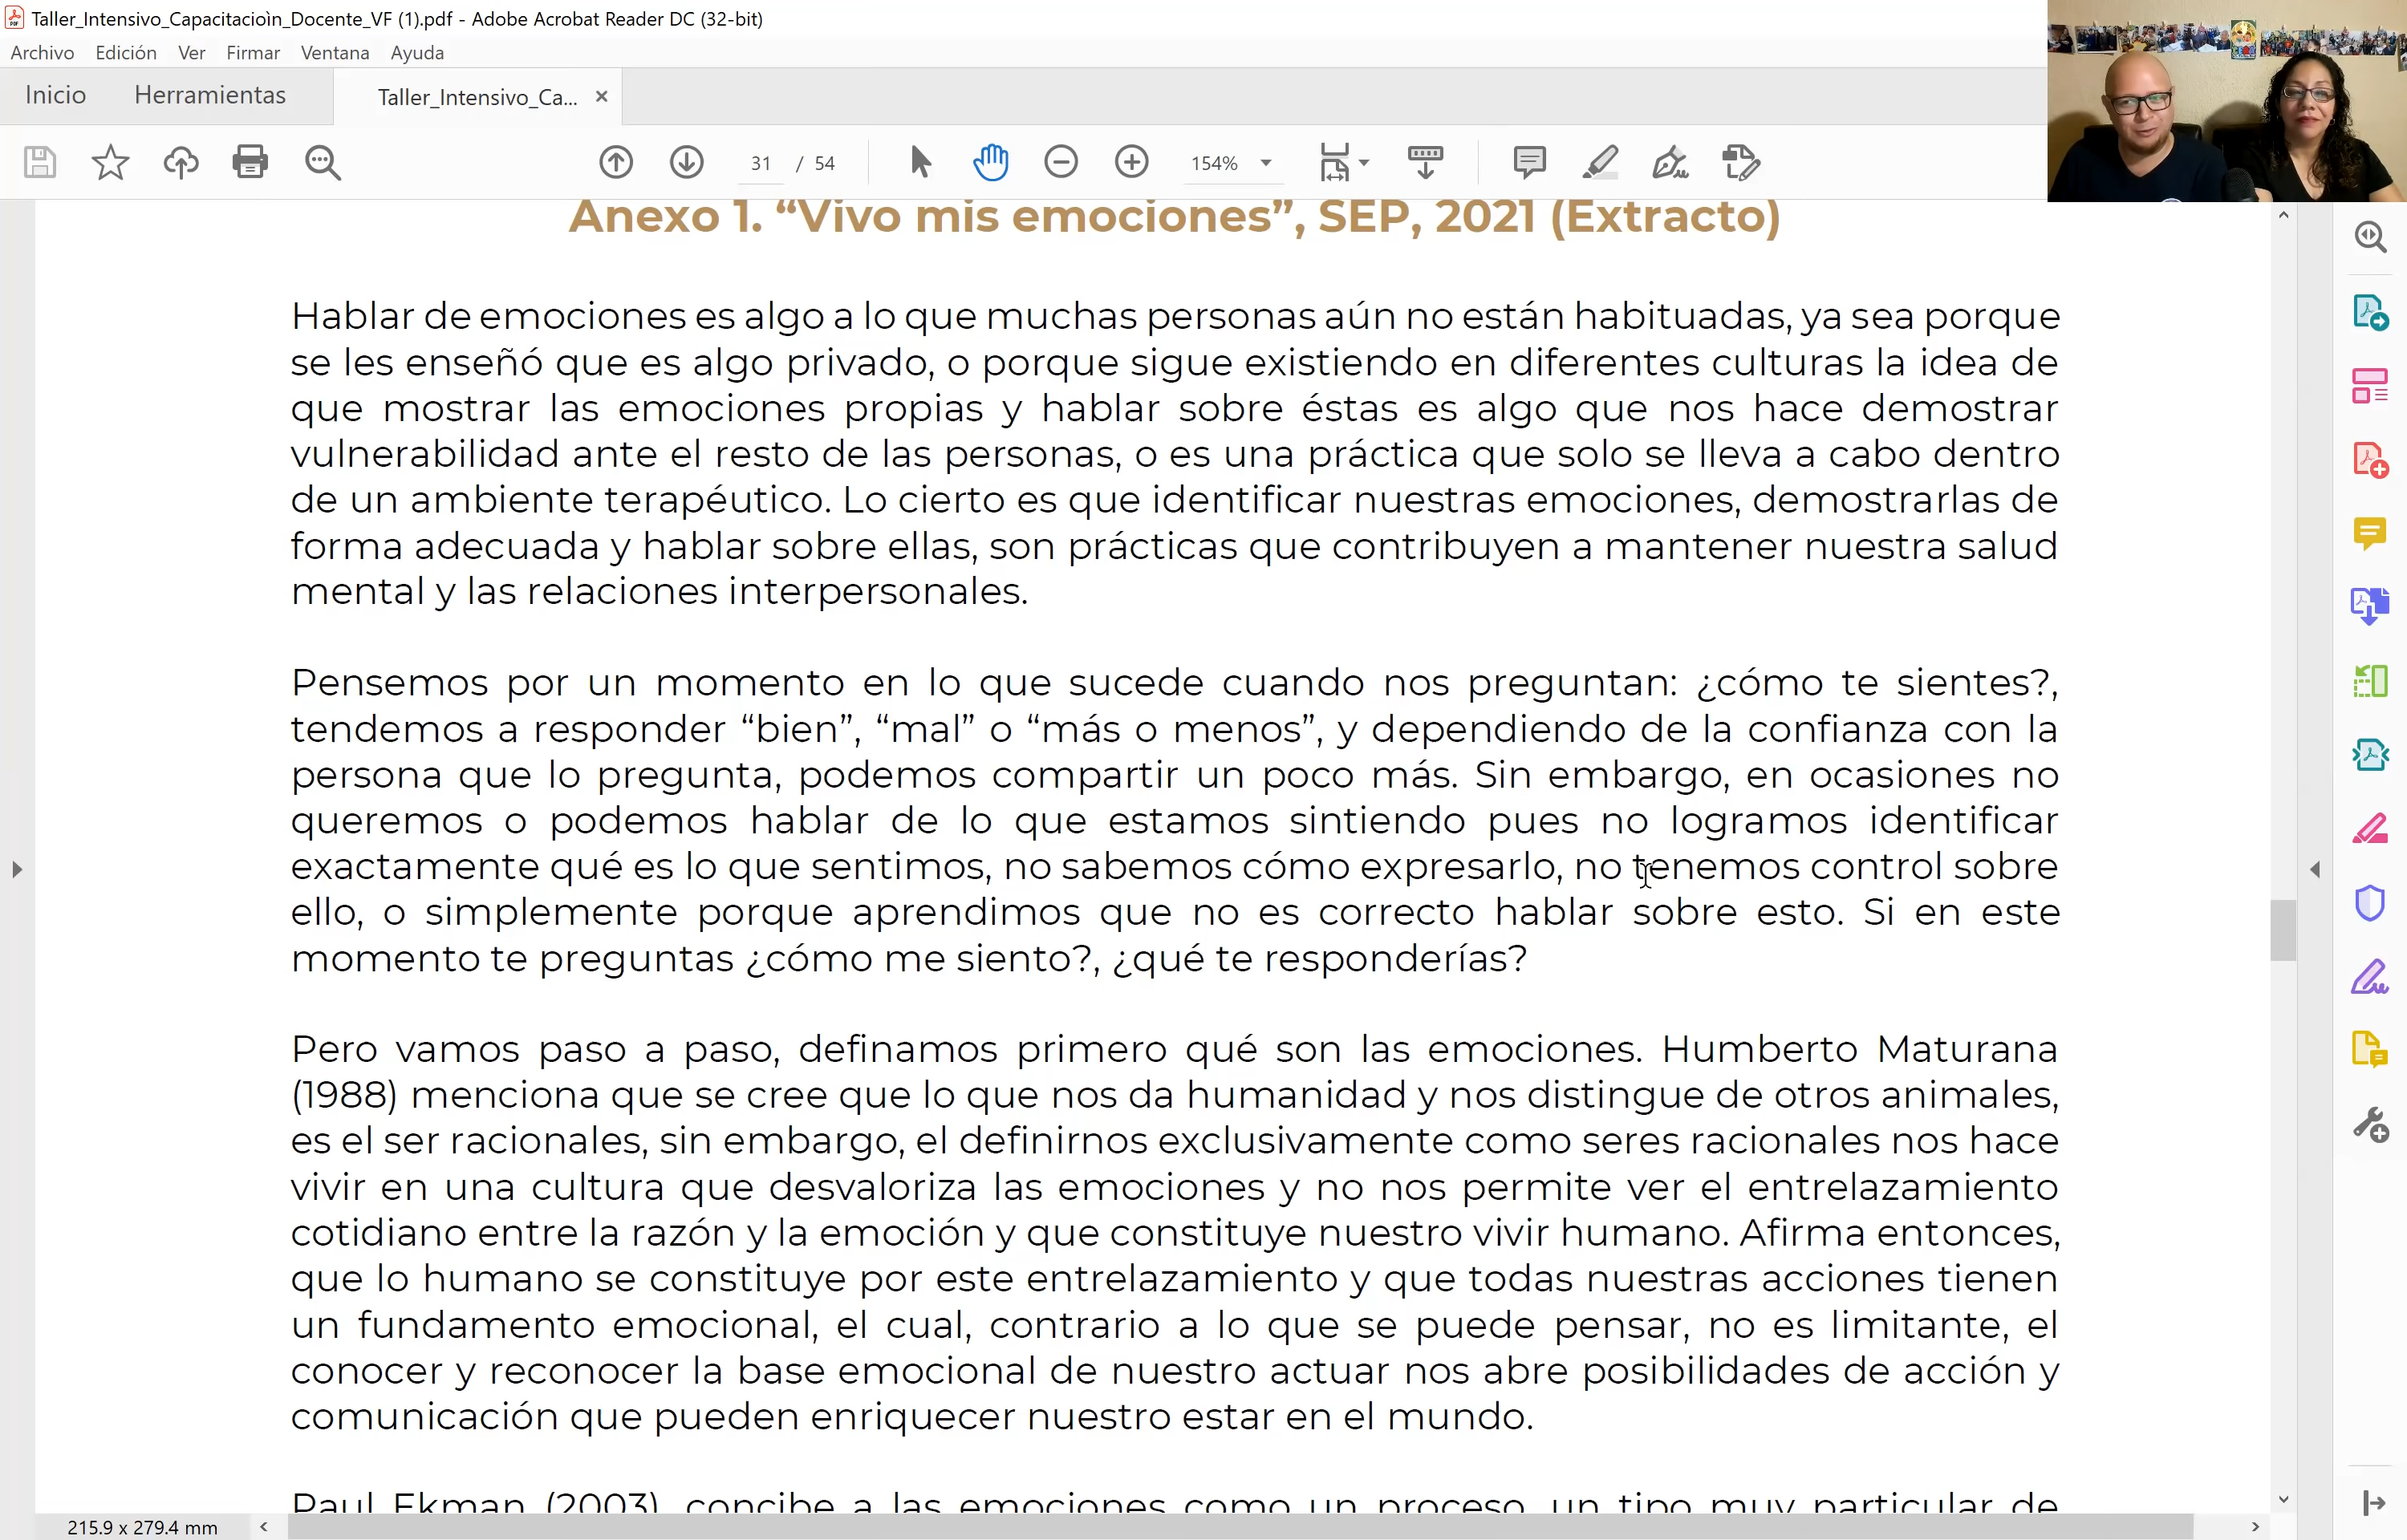 Taller_Intensivo_Capacitacioìn_Docente_VF (1).pdf - Adobe Acrobat Reader DC (32-bit)
Archivo Edición Ver Firmar Ventana Ayuda
Inicio Herramientas Taller_Intensivo_Ca...
31 / 54 154%
Anexo 1. “Vivo mis emociones”, SEP, 2021 (Extracto)
Hablar de emociones es algo a lo que muchas personas aún no están habituadas, ya sea porque
se les enseñó que es algo privado, o porque sigue existiendo en diferentes culturas la idea de
que mostrar las emociones propias y hablar sobre éstas es algo que nos hace demostrar
vulnerabilidad ante el resto de las personas, o es una práctica que solo se lleva a cabo dentro
de un ambiente terapéutico. Lo cierto es que identificar nuestras emociones, demostrarlas de
forma adecuada y hablar sobre ellas, son prácticas que contribuyen a mantener nuestra salud
mental y las relaciones interpersonales.
Pensemos por un momento en lo que sucede cuando nos preguntan: ¿cómo te sientes?,
tendemos a responder “bien”, “mal” o “más o menos”, y dependiendo de la confianza con la
persona que lo pregunta, podemos compartir un poco más. Sin embargo, en ocasiones no
queremos o podemos hablar de lo que estamos sintiendo pues no logramos identificar
exactamente qué es lo que sentimos, no sabemos cómo expresarlo, no tenemos control sobre
ello, o simplemente porque aprendimos que no es correcto hablar sobre esto. Si en este
momento te preguntas ¿cómo me siento?, ¿qué te responderías?
Pero vamos paso a paso, definamos primero qué son las emociones. Humberto Maturana
(1988) menciona que se cree que lo que nos da humanidad y nos distingue de otros animales,
es el ser racionales, sin embargo, el definirnos exclusivamente como seres racionales nos hace
vivir en una cultura que desvaloriza las emociones y no nos permite ver el entrelazamiento
cotidiano entre la razón y la emoción y que constituye nuestro vivir humano. Afirma entonces,
que lo humano se constituye por este entrelazamiento y que todas nuestras acciones tienen
un fundamento emocional, el cual, contrario a lo que se puede pensar, no es limitante, el
conocer y reconocer la base emocional de nuestro actuar nos abre posibilidades de acción y
comunicación que pueden enriquecer nuestro estar en el mundo.
Paul Ekman (2003), concibe a las emociones como un proceso, un tipo muy particular de
215.9 x 279.4 mm